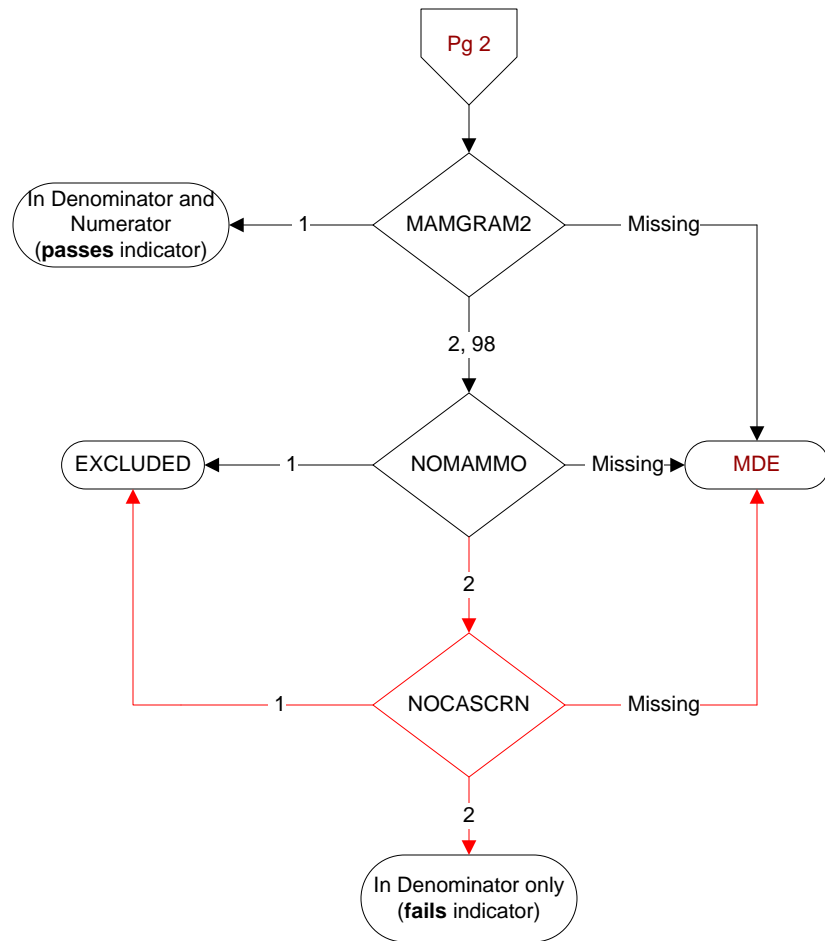 Pg 2
In Denominator and
Numerator
(passes indicator)
1
MAMGRAM2
Missing
2, 98
EXCLUDED
1
NOMAMMO
Missing
MDE
2
1
NOCASCRN
Missing
2
In Denominator only
(fails indicator)